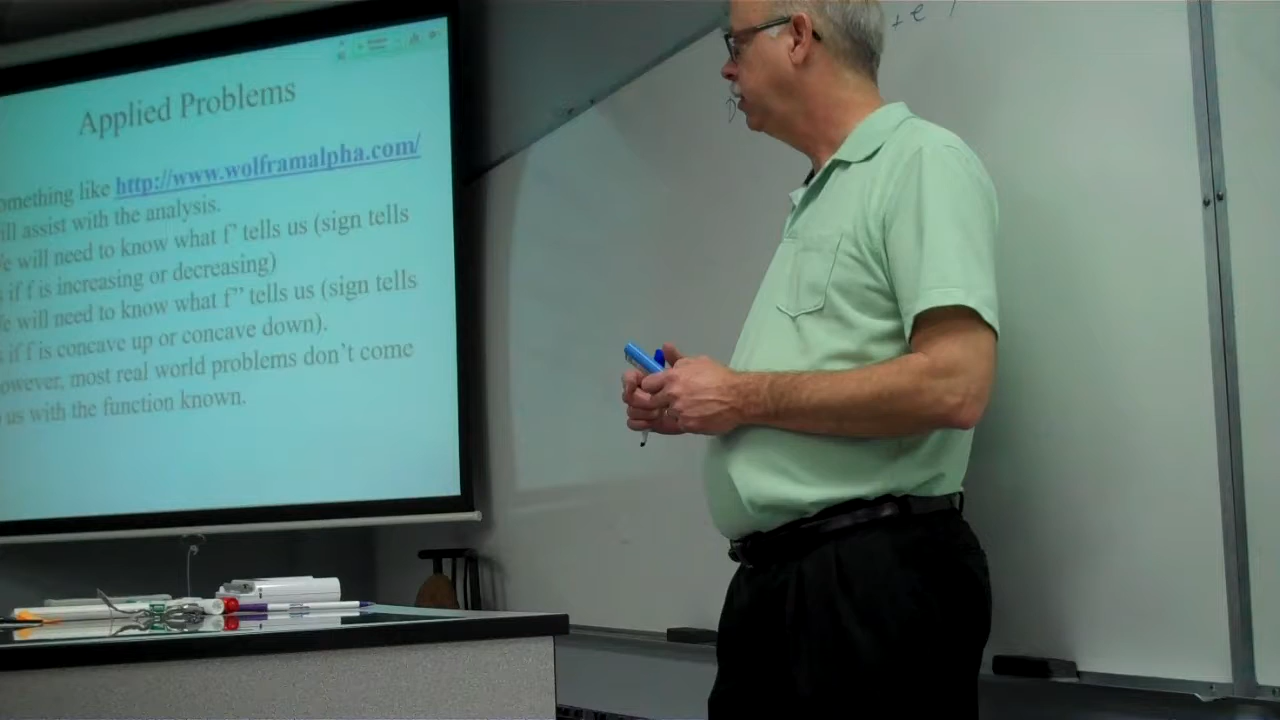 Applied Problems
omething like http://www.wolframalpha.com/
ill assist with the analysis.
e will need to know what f' tells us (sign tells
s if f is increasing or decreasing)
e will need to know what f'' tells us (sign tells
s if f is concave up or concave down).
owever, most real world problems don't come
o us with the function known.
+e